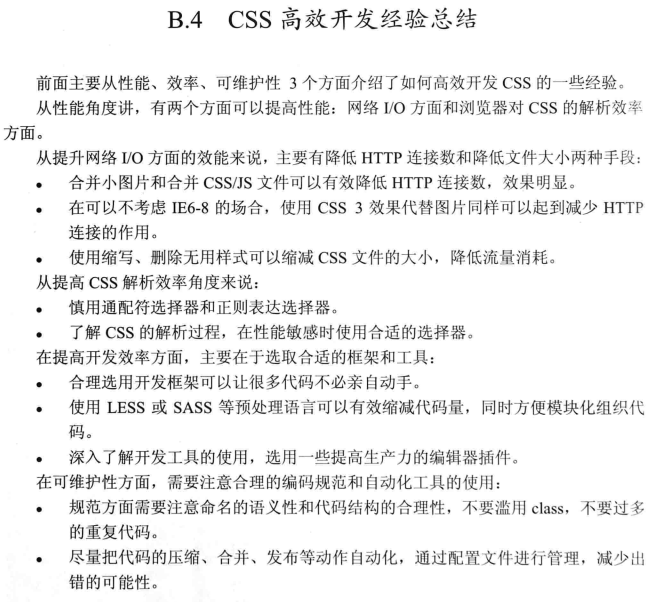 B.4 CSS 高效开发经验总结
前面主要从性能、效率、可维护性 3 个方面介绍了如何高效开发 CSS 的一些经验。
从性能角度讲，有两个方面可以提高性能：网络 I/O 方面和浏览器对 CSS 的解析效率
方面。
从提升网络 I/O 方面的效能来说，主要有降低 HTTP 连接数和降低文件大小两种手段：
• 合并小图片和合并 CSS/JS 文件可以有效降低 HTTP 连接数，效果明显。
• 在可以不考虑 IE6-8 的场合，使用 CSS 3 效果代替图片同样可以起到减少 HTTP
连接的作用。
• 使用缩写、删除无用样式可以缩减 CSS 文件的大小，降低流量消耗。
从提高 CSS 解析效率角度来说：
• 慎用通配符选择器和正则表达选择器。
• 了解 CSS 的解析过程，在性能敏感时使用合适的选择器。
在提高开发效率方面，主要在于选取合适的框架和工具：
• 合理选用开发框架可以让很多代码不必亲自动手。
• 使用 LESS 或 SASS 等预处理语言可以有效缩减代码量，同时方便模块化组织代
码。
• 深入了解开发工具的使用，选用一些提高生产力的编辑器插件。
在可维护性方面，需要注意合理的编码规范和自动化工具的使用：
• 规范方面需要注意命名的语义性和代码结构的合理性，不要滥用 class，不要过多
的重复代码。
• 尽量把代码的压缩、合并、发布等动作自动化，通过配置文件进行管理，减少出
错的可能性。